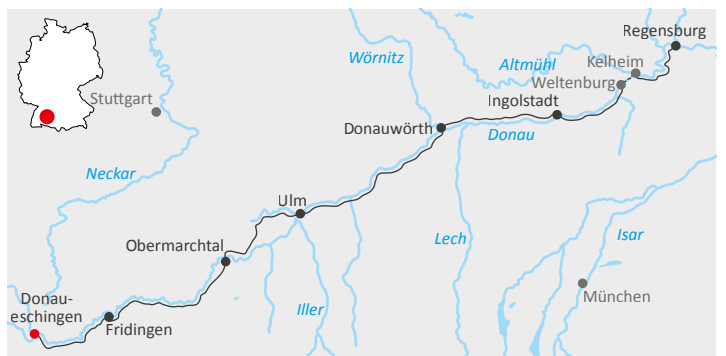 Regensburg
Wörnitz
Altmühl
Kelheim
Weltenburg
Stuttgart
Ingolstadt
Donauwörth
Donau
Neckar
Ulm
Obermarchtal
Lech
Isar
Donau-
eschingen
Iller
München
Fridingen